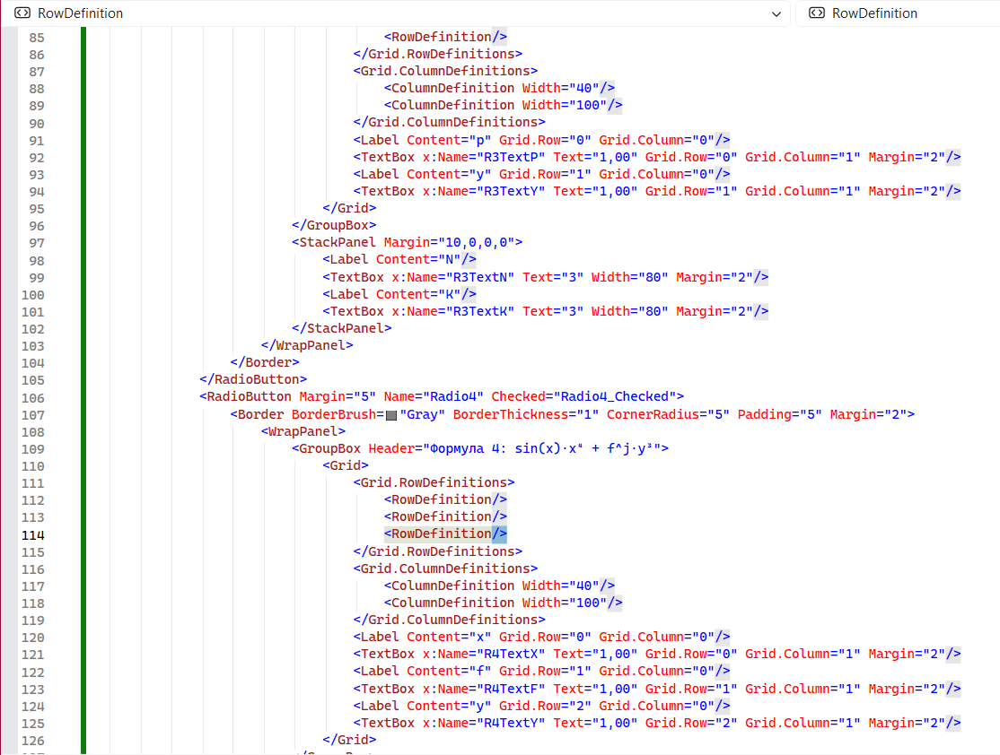 RowDefinition RowDefinition
85 <RowDefinition/>
86 </Grid.RowDefinitions>
87 <Grid.ColumnDefinitions>
88 <ColumnDefinition Width="40"/>
89 <ColumnDefinition Width="100"/>
90 </Grid.ColumnDefinitions>
91 <Label Content="p" Grid.Row="0" Grid.Column="0"/>
92 <TextBox x:Name="R3TextP" Text="1,00" Grid.Row="0" Grid.Column="1" Margin="2"/>
93 <Label Content="y" Grid.Row="1" Grid.Column="0"/>
94 <TextBox x:Name="R3TextY" Text="1,00" Grid.Row="1" Grid.Column="1" Margin="2"/>
95 </Grid>
96 </GroupBox>
97 <StackPanel Margin="10,0,0,0">
98 <Label Content="N"/>
99 <TextBox x:Name="R3TextN" Text="3" Width="80" Margin="2"/>
100 <Label Content="K"/>
101 <TextBox x:Name="R3TextK" Text="3" Width="80" Margin="2"/>
102 </StackPanel>
103 </WrapPanel>
104 </Border>
105 </RadioButton>
106 <RadioButton Margin="5" Name="Radio4" Checked="Radio4_Checked">
107 <Border BorderBrush="Gray" BorderThickness="1" CornerRadius="5" Padding="5" Margin="2">
108 <WrapPanel>
109 <GroupBox Header="Формула 4: sin(x)·x⁴ + f^j·y³">
110 <Grid>
111 <Grid.RowDefinitions>
112 <RowDefinition/>
113 <RowDefinition/>
114 <RowDefinition/>
115 </Grid.RowDefinitions>
116 <Grid.ColumnDefinitions>
117 <ColumnDefinition Width="40"/>
118 <ColumnDefinition Width="100"/>
119 </Grid.ColumnDefinitions>
120 <Label Content="x" Grid.Row="0" Grid.Column="0"/>
121 <TextBox x:Name="R4TextX" Text="1,00" Grid.Row="0" Grid.Column="1" Margin="2"/>
122 <Label Content="f" Grid.Row="1" Grid.Column="0"/>
123 <TextBox x:Name="R4TextF" Text="1,00" Grid.Row="1" Grid.Column="1" Margin="2"/>
124 <Label Content="y" Grid.Row="2" Grid.Column="0"/>
125 <TextBox x:Name="R4TextY" Text="1,00" Grid.Row="2" Grid.Column="1" Margin="2"/>
126 </Grid>